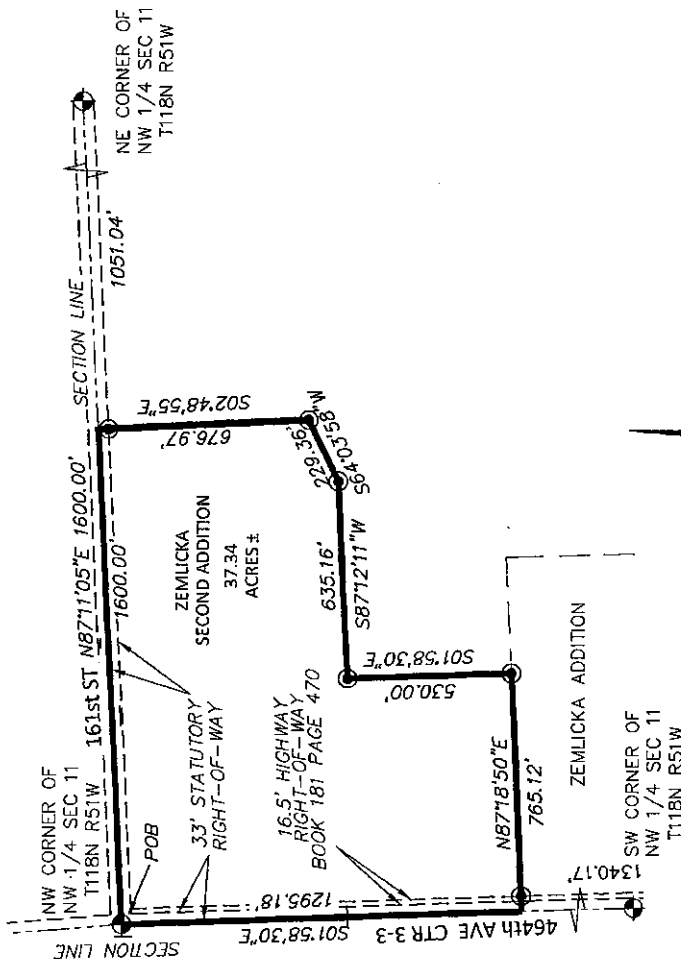 NW CORNER OF
NW 1/4 SEC 11
T118N R51W
161st ST N87°11'05"E 1600.00'
SECTION LINE
1600.00'
1051.04'
NE CORNER OF
NW 1/4 SEC 11
T118N R51W
POB
33' STATUTORY
RIGHT-OF-WAY
ZEMLICKA
SECOND ADDITION
37.34
ACRES ±
S02°48'55"E
676.97'
229.36'
S64°03'58"W
635.16'
S87°12'11"W
16.5' HIGHWAY
RIGHT-OF-WAY
BOOK 181 PAGE 470
S01°58'30"E
530.00'
SECTION LINE
1295.18'
S01°58'30"E
464th AVE CTR 3-3
N87°18'50"E
765.12'
ZEMLICKA ADDITION
1340.17'
SW CORNER OF
NW 1/4 SEC 11
T118N R51W